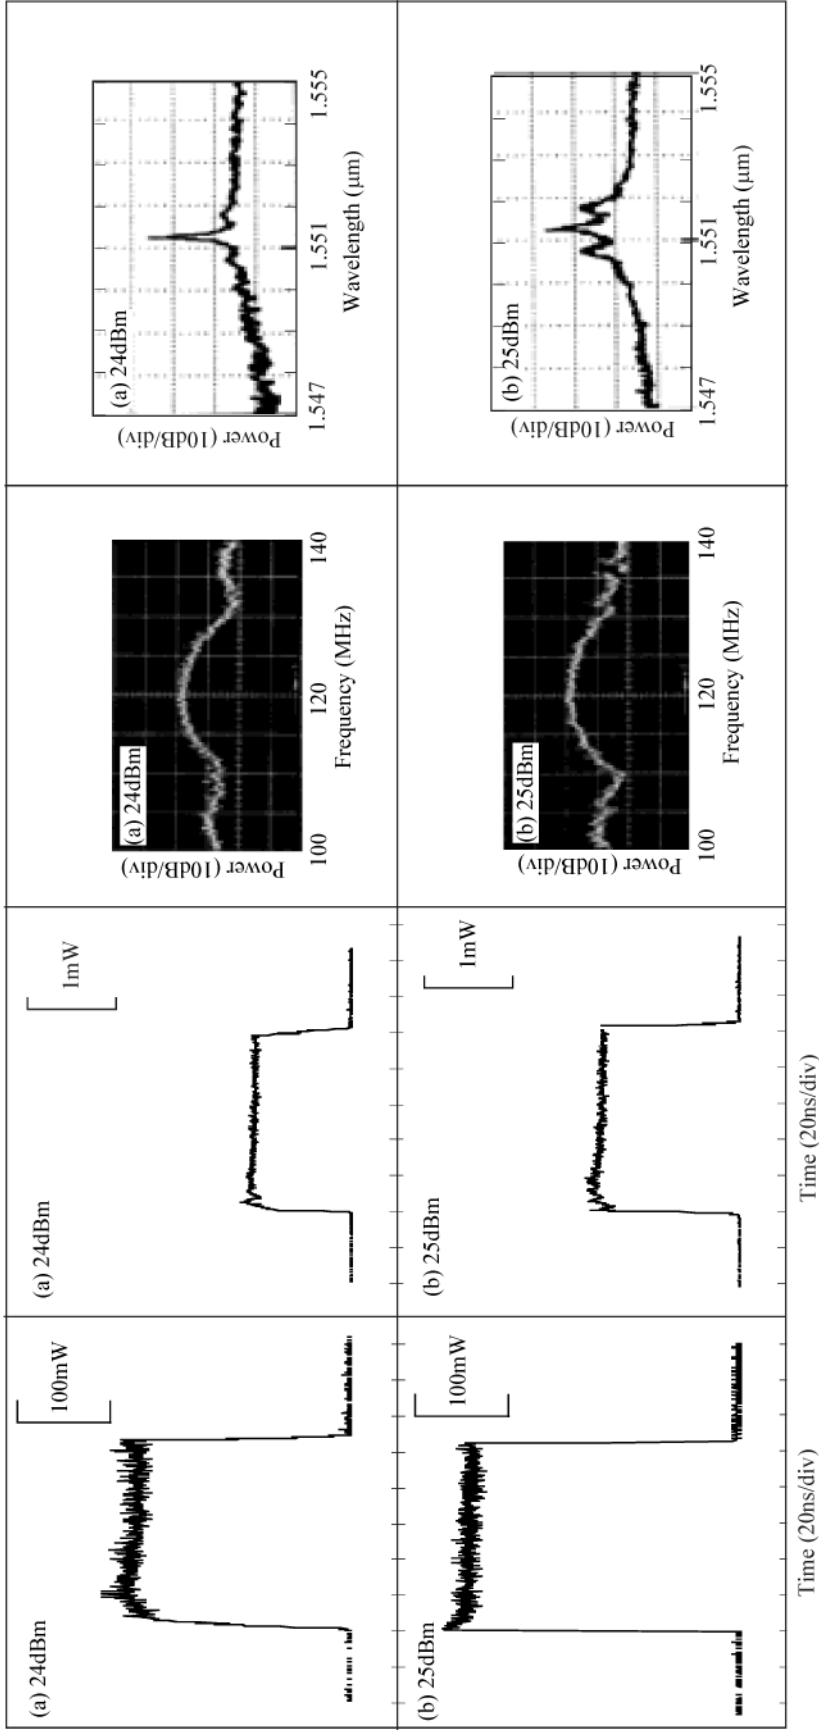 (a) 24dBm
100mW
(a) 24dBm
1mW
(a) 24dBm
Power (10dB/div)
100
120
140
Frequency (MHz)
(a) 24dBm
Power (10dB/div)
1.547
1.551
1.555
Wavelength (μm)
(b) 25dBm
100mW
Time (20ns/div)
(b) 25dBm
1mW
Time (20ns/div)
(b) 25dBm
Power (10dB/div)
100
120
140
Frequency (MHz)
(b) 25dBm
Power (10dB/div)
1.547
1.551
1.555
Wavelength (μm)